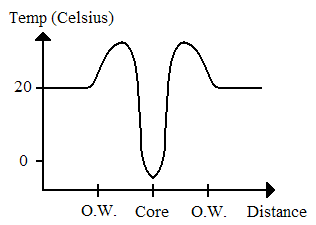 Temp (Celsius)
20
0
O.W. Core O.W. Distance